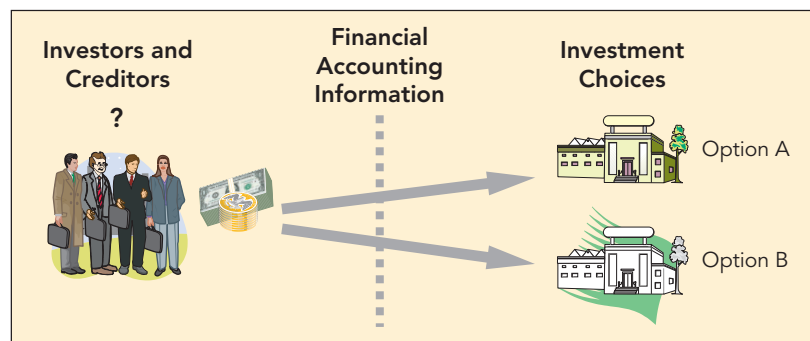 Investors and
Creditors
?
Financial
Accounting
Information
Investment
Choices
Option A
Option B